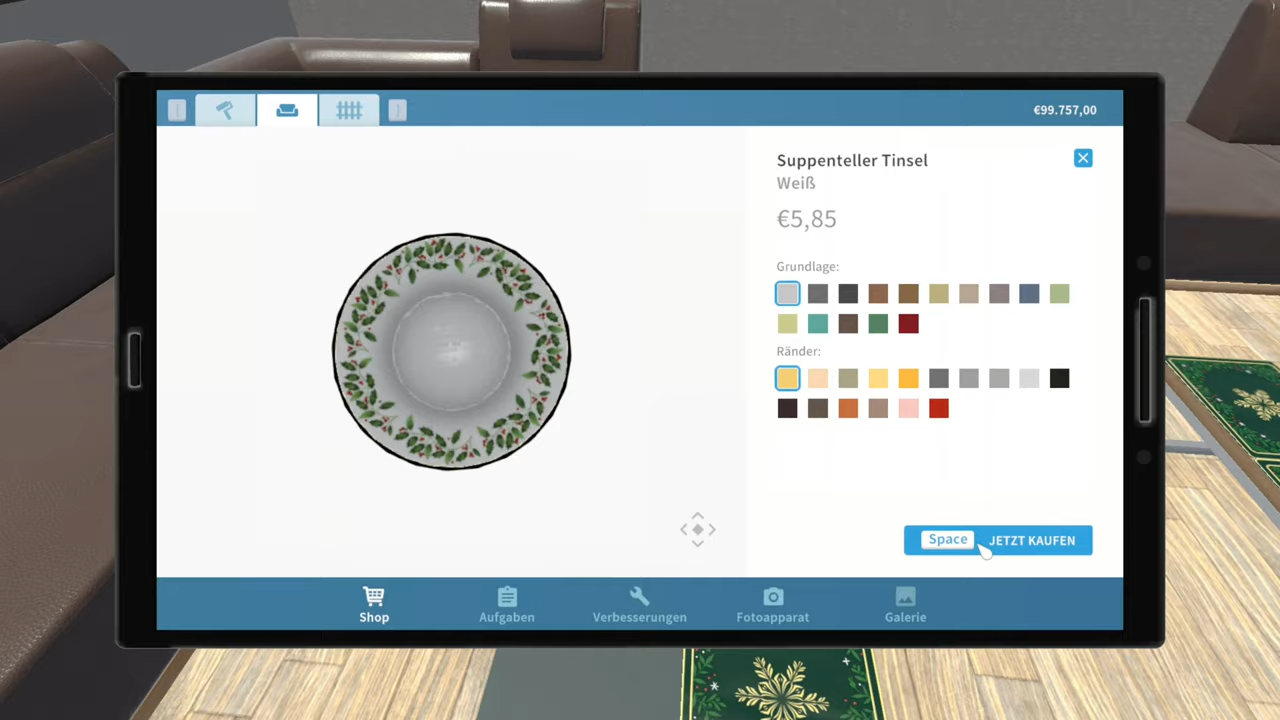 €99.757,00
Suppenteller Tinsel
Weiß
€5,85
Grundlage:
Ränder:
Space JETZT KAUFEN
Shop
Aufgaben
Verbesserungen
Fotoapparat
Galerie